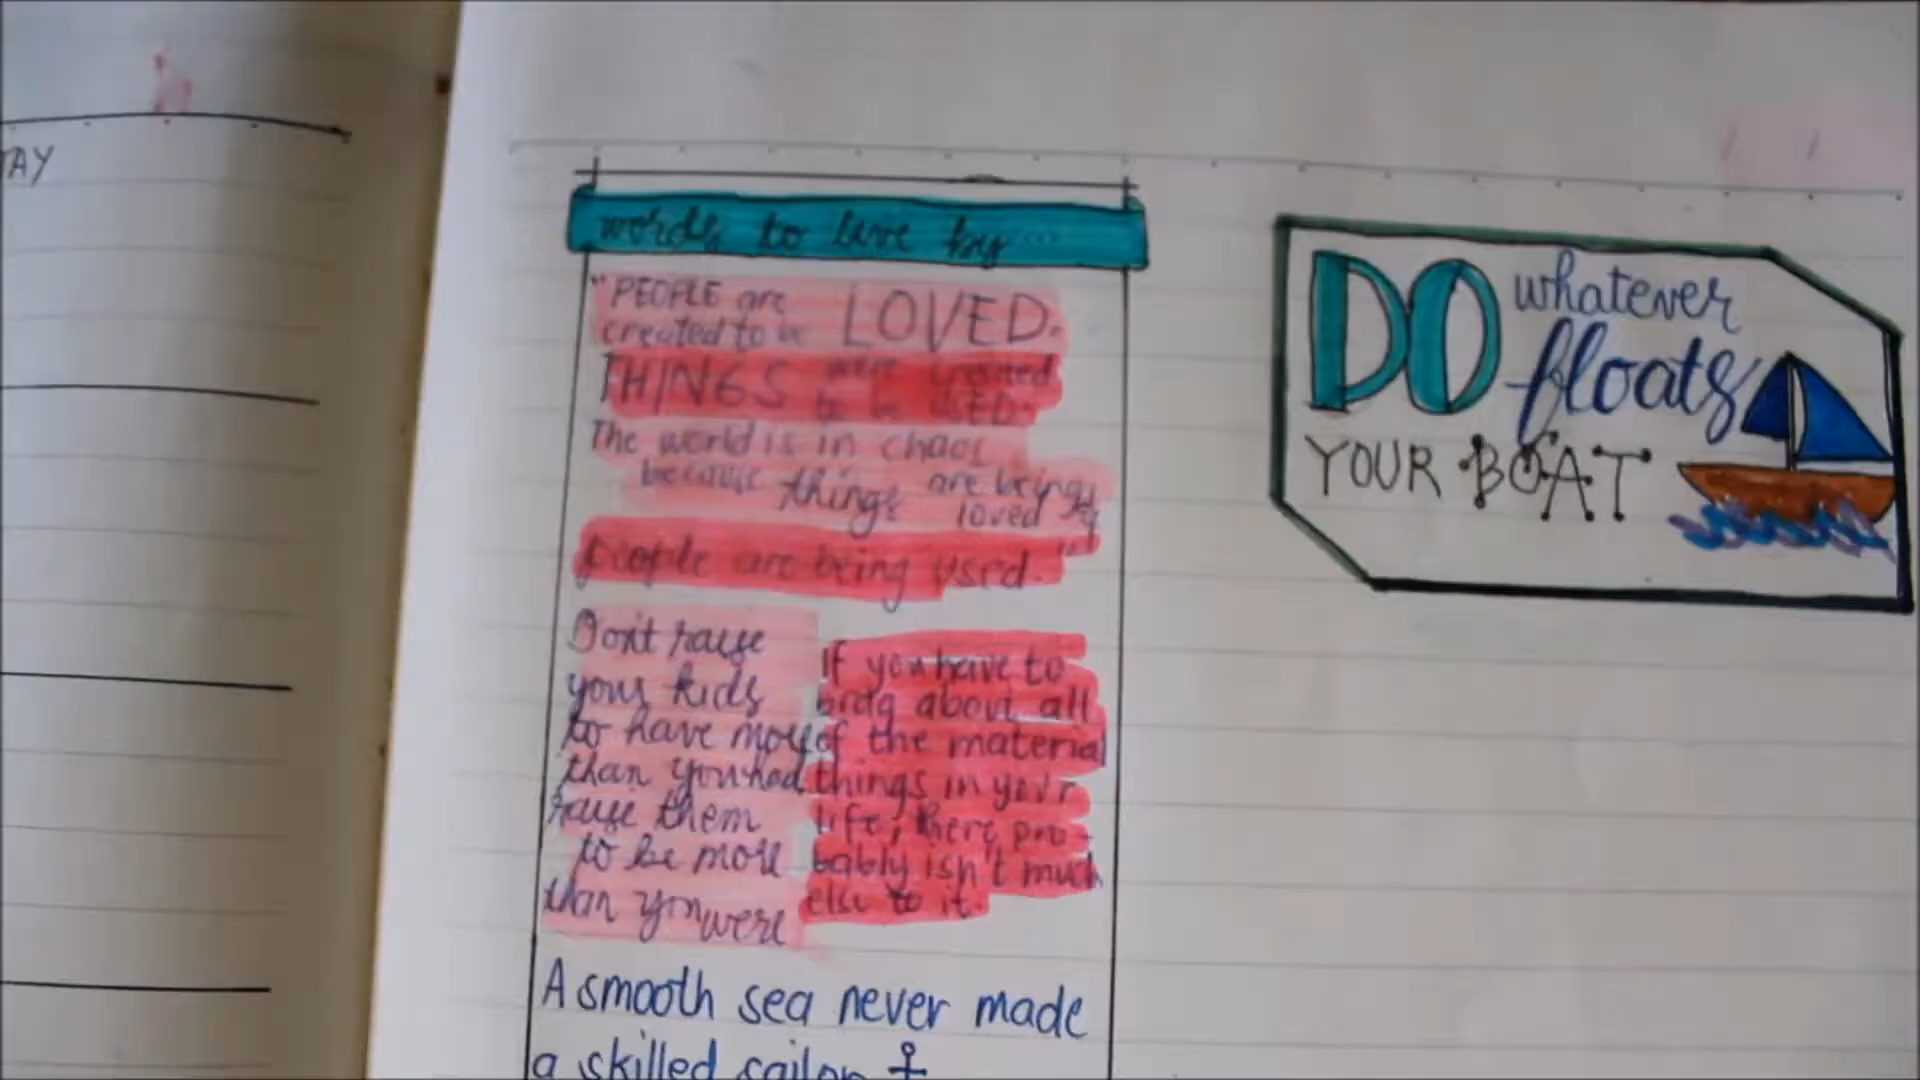 TAY
words to live by....
"PEOPLE are
created to be LOVED.
THINGS were created
to be USED.
The world is in chaos
because things are being
loved &
people are being used."
Don't raise
your kids
to have more
than you had,
raise them
to be more
than you were
If you have to
brag about all
of the material
things in your
life, there pro-
bably isn't much
else to it.
A smooth sea never made
a skilled sailor
DO whatever
floats
YOUR BOAT